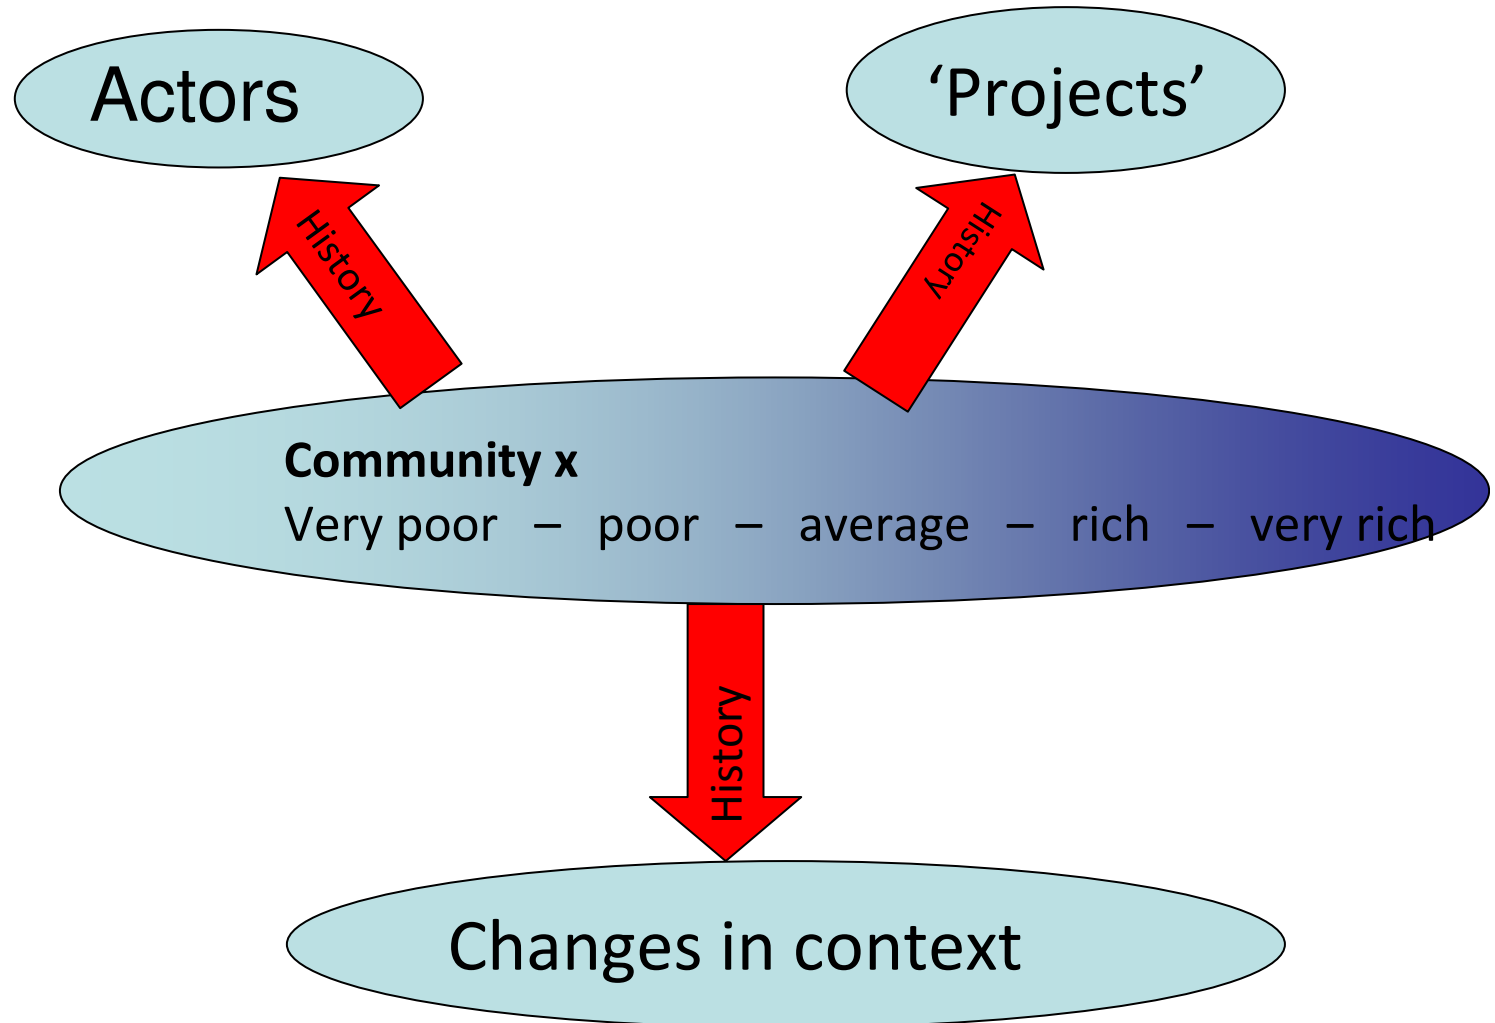 Actors
‘Projects’
History
History
Community x
Very poor – poor – average – rich – very rich
History
Changes in context